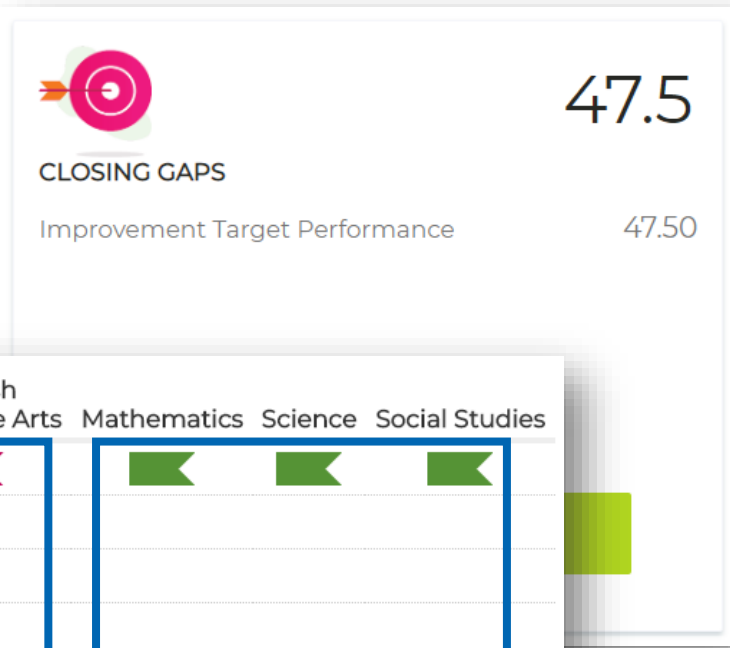 47.5
CLOSING GAPS
Improvement Target Performance 47.50
Arts Mathematics Science Social Studies